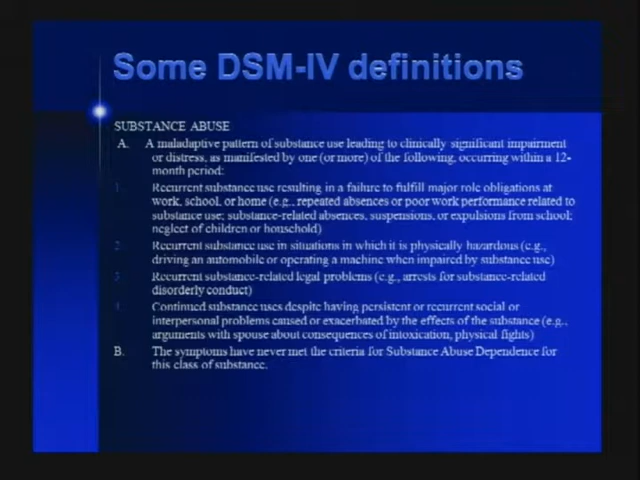 Some DSM-IV definitions
SUBSTANCE ABUSE
A. A maladaptive pattern of substance use leading to clinically significant impairment
or distress, as manifested by one (or more) of the following, occurring within a 12-
month period:
1. Recurrent substance use resulting in a failure to fulfill major role obligations at
work, school, or home (e.g., repeated absences or poor work performance related to
substance use; substance-related absences, suspensions, or expulsions from school;
neglect of children or household)
2. Recurrent substance use in situations in which it is physically hazardous (e.g.,
driving an automobile or operating a machine when impaired by substance use)
3. Recurrent substance-related legal problems (e.g., arrests for substance-related
disorderly conduct)
4. Continued substance uses despite having persistent or recurrent social or
interpersonal problems caused or exacerbated by the effects of the substance (e.g.,
arguments with spouse about consequences of intoxication, physical fights)
B. The symptoms have never met the criteria for Substance Abuse Dependence for
this class of substance.